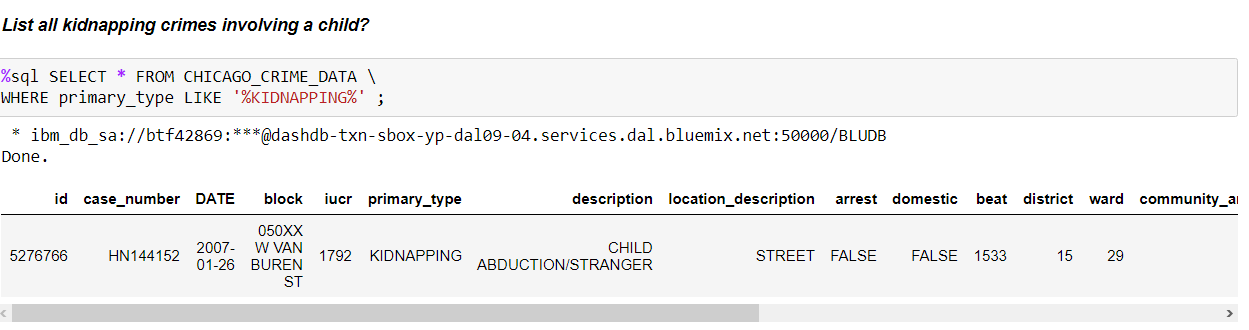 List all kidnapping crimes involving a child?
%sql SELECT * FROM CHICAGO_CRIME_DATA \
WHERE primary_type LIKE '%KIDNAPPING%' ;
* ibm_db_sa://btf42869:***@dashdb-txn-sbox-yp-dal09-04.services.dal.bluemix.net:50000/BLUDB
Done.
id case_number DATE block iucr primary_type description location_description arrest domestic beat district ward community_a
050XX
2007- W VAN CHILD
5276766 HN144152 01-26 BUREN 1792 KIDNAPPING ABDUCTION/STRANGER STREET FALSE FALSE 1533 15 29
ST